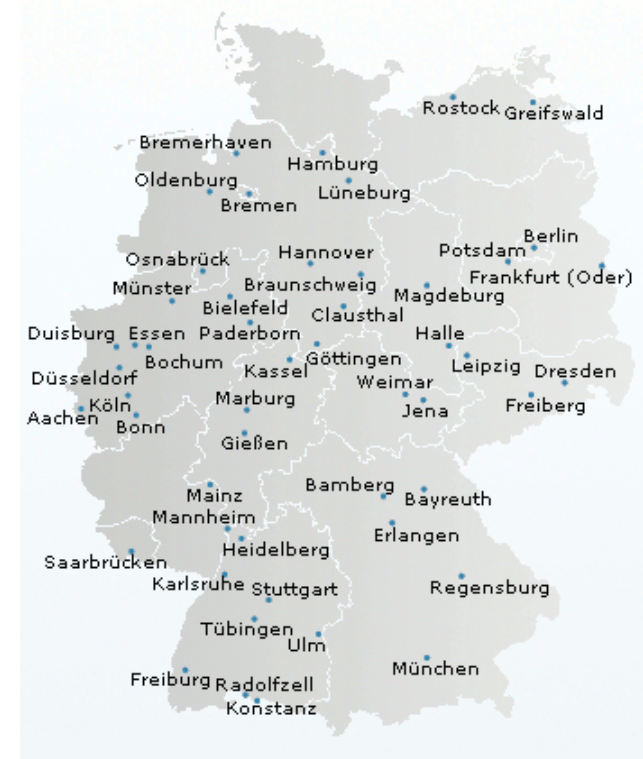 Rostock
Greifswald
Bremerhaven
Hamburg
Oldenburg
Lüneburg
Bremen
Berlin
Potsdam
Hannover
Osnabrück
Frankfurt (Oder)
Braunschweig
Münster
Magdeburg
Bielefeld
Clausthal
Duisburg
Essen
Paderborn
Halle
Göttingen
Bochum
Leipzig
Kassel
Dresden
Düsseldorf
Weimar
Marburg
Köln
Jena
Freiberg
Aachen
Bonn
Gießen
Bamberg
Mainz
Bayreuth
Mannheim
Erlangen
Heidelberg
Saarbrücken
Karlsruhe
Stuttgart
Regensburg
Tübingen
Ulm
München
Freiburg
Radolfzell
Konstanz